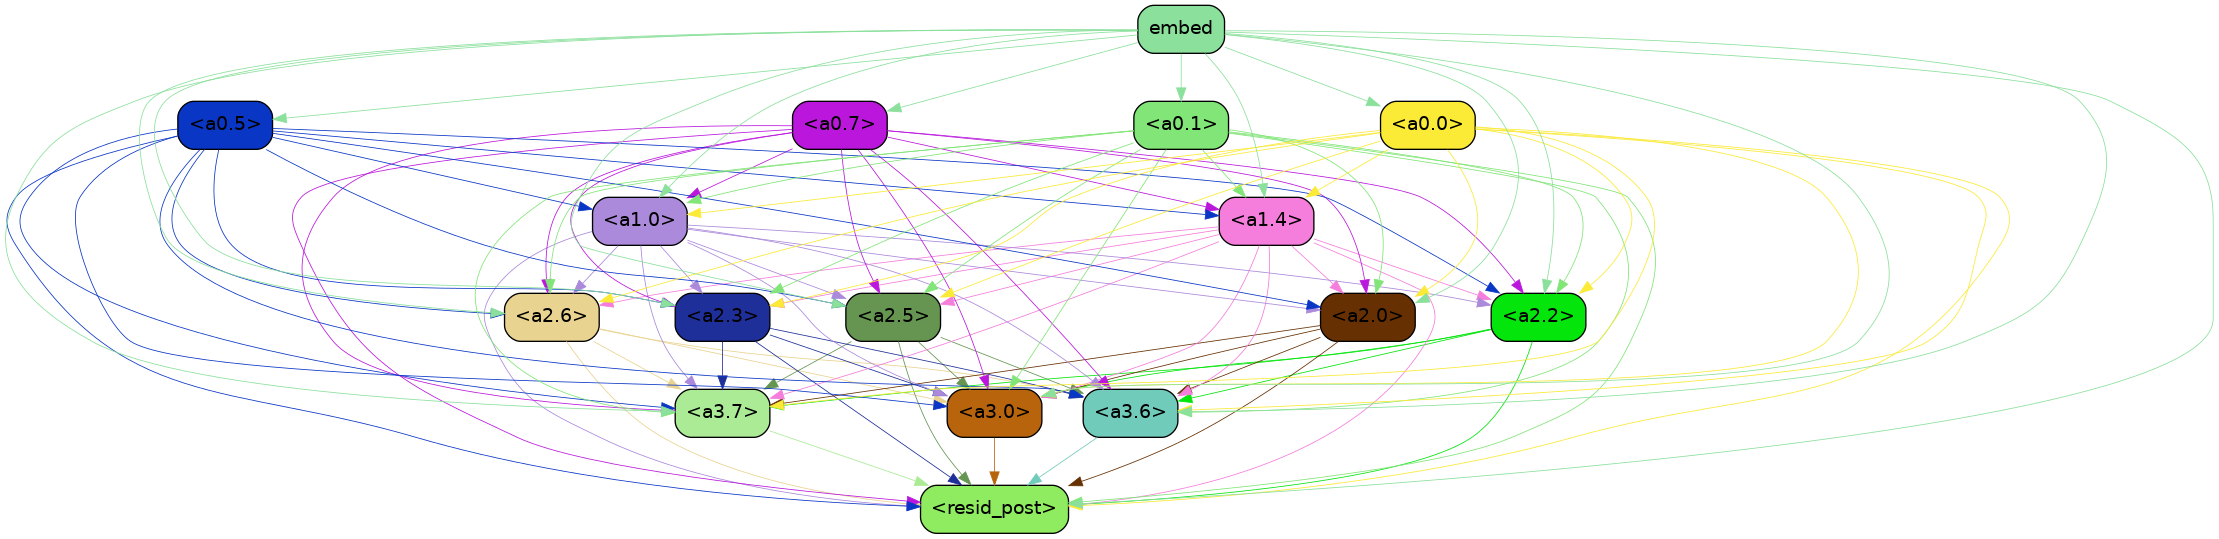 embed
<a0.5>
<a0.7>
<a0.1>
<a0.0>
<a1.0>
<a1.4>
<a2.6>
<a2.3>
<a2.5>
<a2.0>
<a2.2>
<a3.7>
<a3.0>
<a3.6>
<resid_post>